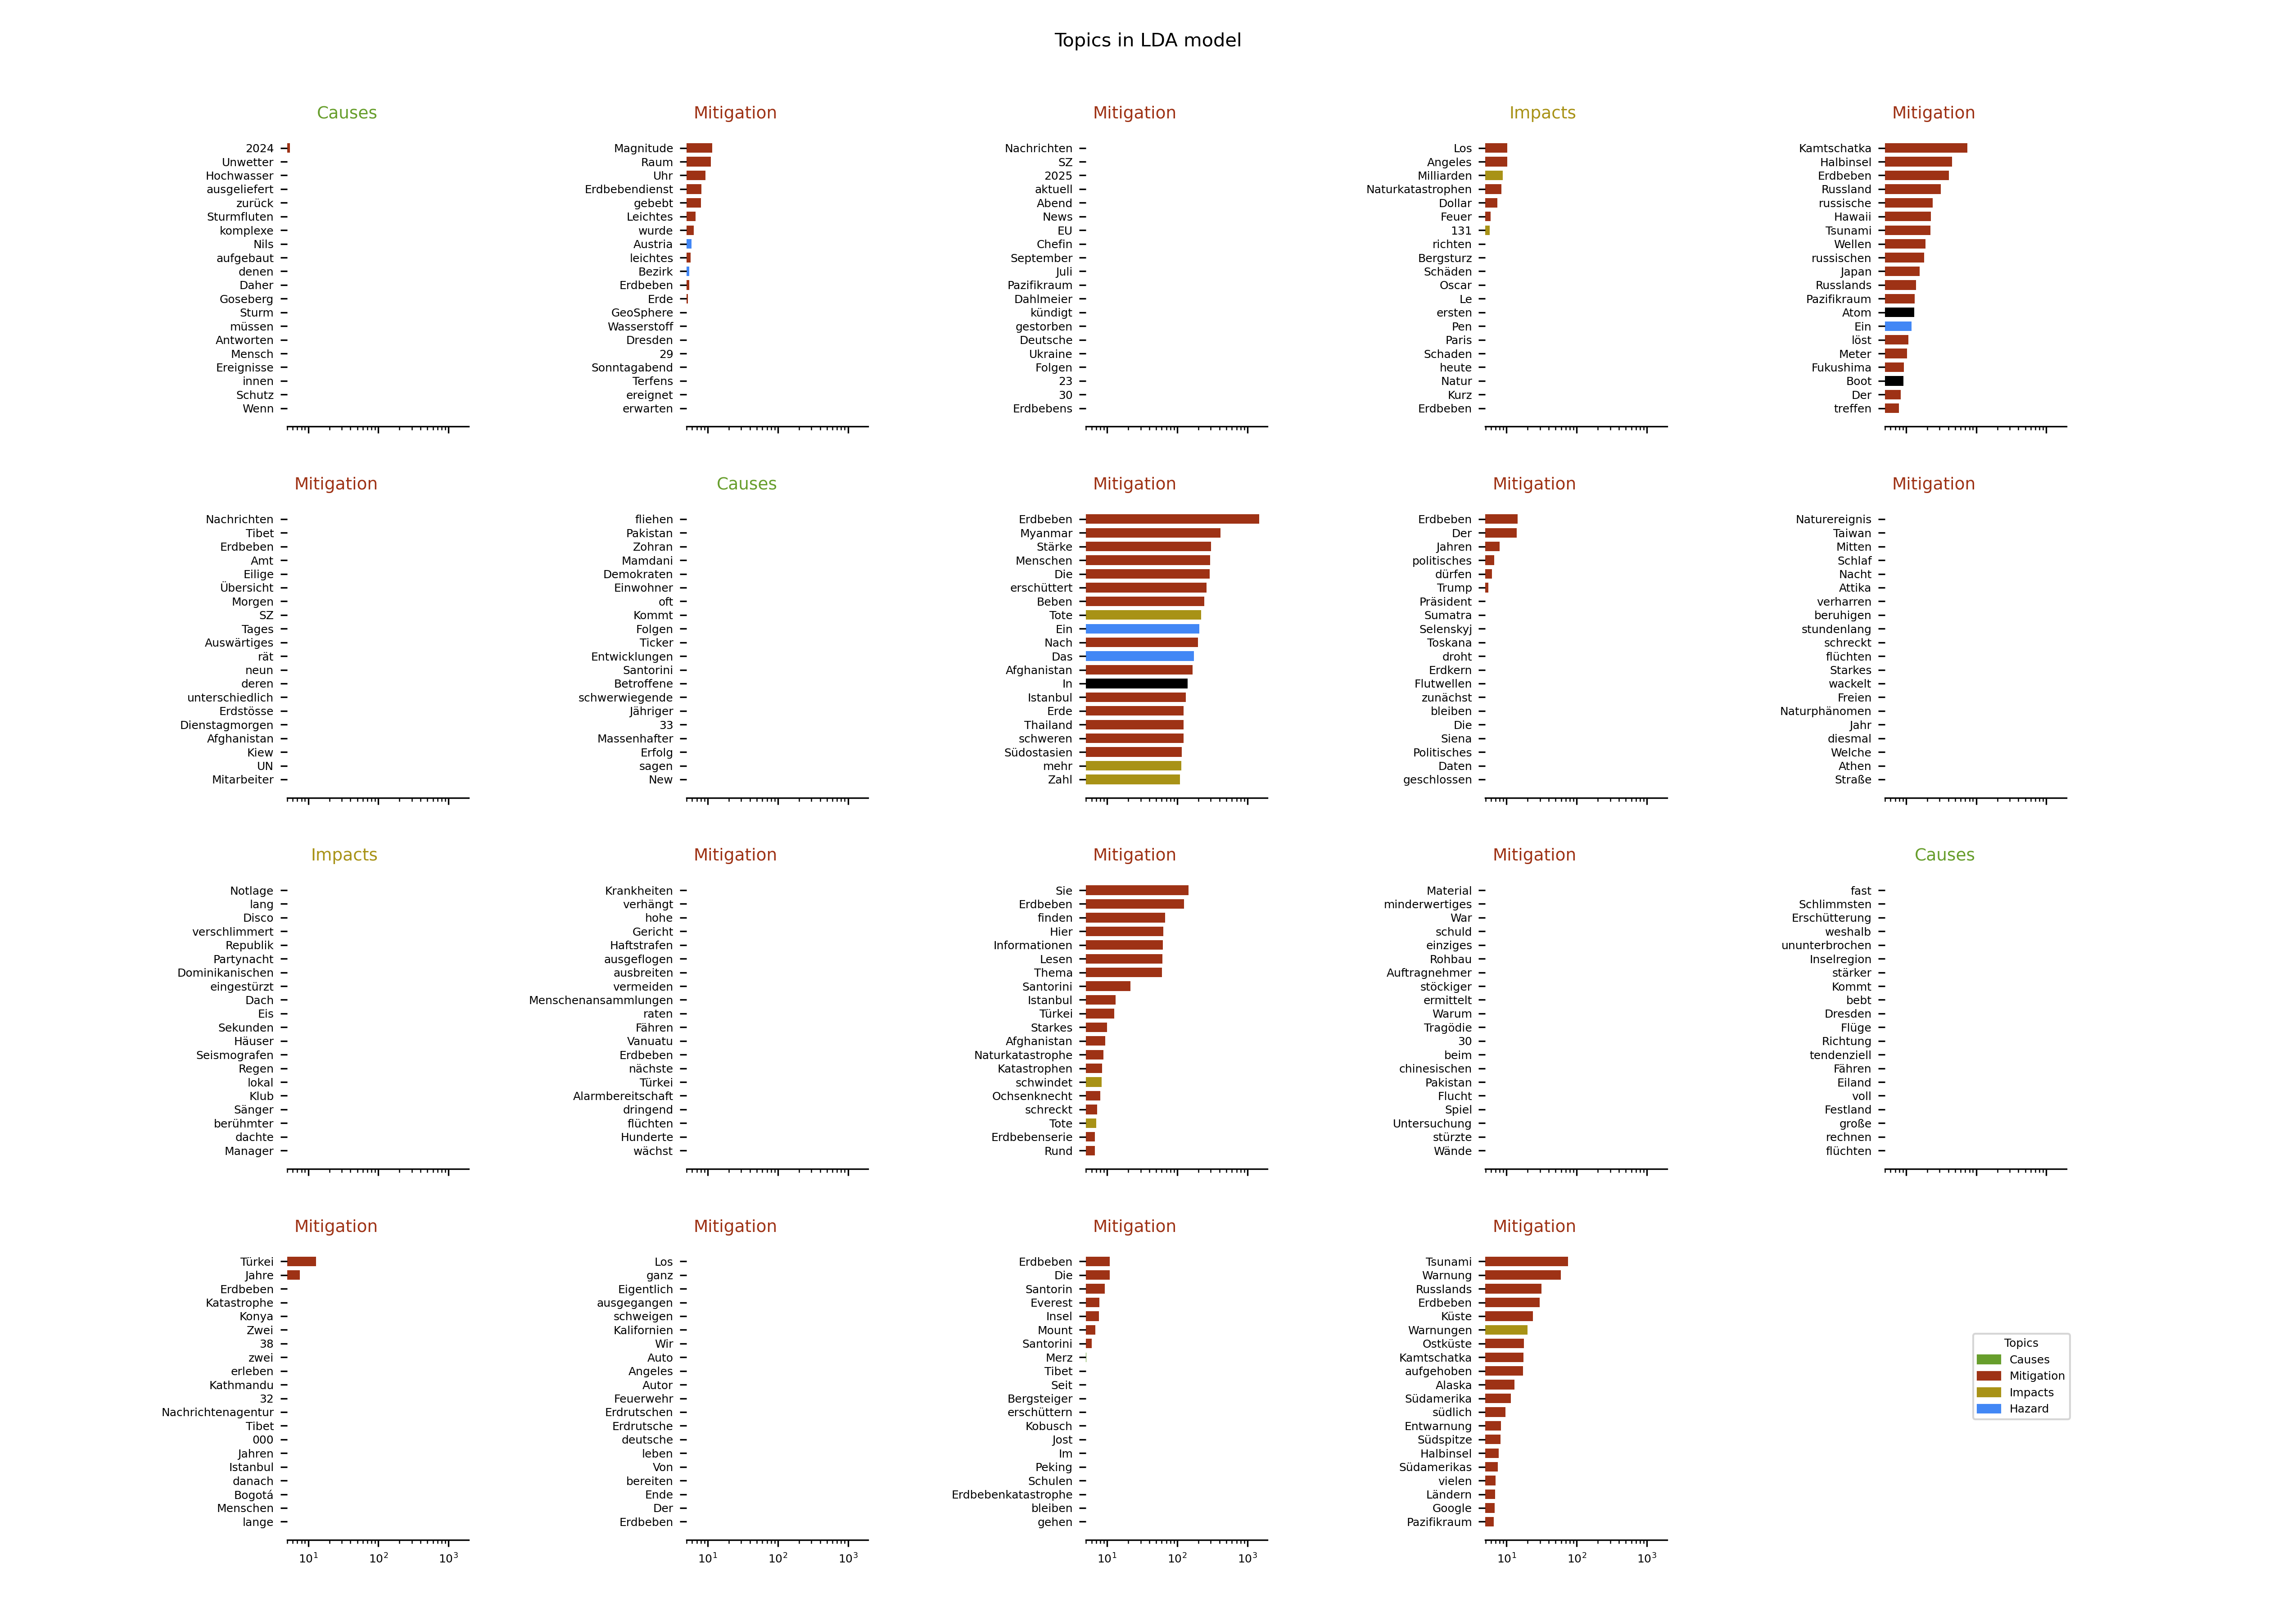 Topics in LDA model
Causes
2024
Unwetter
Hochwasser
ausgeliefert
zurück
Sturmfluten
komplexe
Nils
aufgebaut
denen
Daher
Goseberg
Sturm
müssen
Antworten
Mensch
Ereignisse
innen
Schutz
Wenn
Mitigation
Magnitude
Raum
Uhr
Erdbebendienst
gebebt
Leichtes
wurde
Austria
leichtes
Bezirk
Erdbeben
Erde
GeoSphere
Wasserstoff
Dresden
29
Sonntagabend
Terfens
ereignet
erwarten
Mitigation
Nachrichten
SZ
2025
aktuell
Abend
News
EU
Chefin
September
Juli
Pazifikraum
Dahlmeier
kündigt
gestorben
Deutsche
Ukraine
Folgen
23
30
Erdbebens
Impacts
Los
Angeles
Milliarden
Naturkatastrophen
Dollar
Feuer
131
richten
Bergsturz
Schäden
Oscar
Le
ersten
Pen
Paris
Schaden
heute
Natur
Kurz
Erdbeben
Mitigation
Kamtschatka
Halbinsel
Erdbeben
Russland
russische
Hawaii
Tsunami
Wellen
russischen
Japan
Russlands
Pazifikraum
Atom
Ein
löst
Meter
Fukushima
Boot
Der
treffen
Mitigation
Nachrichten
Tibet
Erdbeben
Amt
Eilige
Übersicht
Morgen
SZ
Tages
Auswärtiges
rät
neun
deren
unterschiedlich
Erdstösse
Dienstagmorgen
Afghanistan
Kiew
UN
Mitarbeiter
Causes
fliehen
Pakistan
Zohran
Mamdani
Demokraten
Einwohner
oft
Kommt
Folgen
Ticker
Entwicklungen
Santorini
Betroffene
schwerwiegende
Jähriger
33
Massenhafter
Erfolg
sagen
New
Mitigation
Erdbeben
Myanmar
Stärke
Menschen
Die
erschüttert
Beben
Tote
Ein
Nach
Das
Afghanistan
In
Istanbul
Erde
Thailand
schweren
Südostasien
mehr
Zahl
Mitigation
Erdbeben
Der
Jahren
politisches
dürfen
Trump
Präsident
Sumatra
Selenskyj
Toskana
droht
Erdkern
Flutwellen
zunächst
bleiben
Die
Siena
Politisches
Daten
geschlossen
Mitigation
Naturereignis
Taiwan
Mitten
Schlaf
Nacht
Attika
verharren
beruhigen
stundenlang
schreckt
flüchten
Starkes
wackelt
Freien
Naturphänomen
Jahr
diesmal
Welche
Athen
Straße
Impacts
Notlage
lang
Disco
verschlimmert
Republik
Partynacht
Dominikanischen
eingestürzt
Dach
Eis
Sekunden
Häuser
Seismografen
Regen
lokal
Klub
Sänger
berühmter
dachte
Manager
Mitigation
Krankheiten
verhängt
hohe
Gericht
Haftstrafen
ausgeflogen
ausbreiten
vermeiden
Menschenansammlungen
raten
Fähren
Vanuatu
Erdbeben
nächste
Türkei
Alarmbereitschaft
dringend
flüchten
Hunderte
wächst
Mitigation
Sie
Erdbeben
finden
Hier
Informationen
Lesen
Thema
Santorini
Istanbul
Türkei
Starkes
Afghanistan
Naturkatastrophe
Katastrophen
schwindet
Ochsenknecht
schreckt
Tote
Erdbebenserie
Rund
Mitigation
Material
minderwertiges
War
schuld
einziges
Rohbau
Auftragnehmer
stöckiger
ermittelt
Warum
Tragödie
30
beim
chinesischen
Pakistan
Flucht
Spiel
Untersuchung
stürzte
Wände
Causes
fast
Schlimmsten
Erschütterung
weshalb
ununterbrochen
Inselregion
stärker
Kommt
bebt
Dresden
Flüge
Richtung
tendenziell
Fähren
Eiland
voll
Festland
große
rechnen
flüchten
Mitigation
Türkei
Jahre
Erdbeben
Katastrophe
Konya
Zwei
38
zwei
erleben
Kathmandu
32
Nachrichtenagentur
Tibet
000
Jahren
Istanbul
danach
Bogotá
Menschen
lange
10¹ 10² 10³
Mitigation
Los
ganz
Eigentlich
ausgegangen
schweigen
Kalifornien
Wir
Auto
Angeles
Autor
Feuerwehr
Erdrutschen
Erdrutsche
deutsche
leben
Von
bereiten
Ende
Der
Erdbeben
10¹ 10² 10³
Mitigation
Erdbeben
Die
Santorin
Everest
Insel
Mount
Santorini
Merz
Tibet
Seit
Bergsteiger
erschüttern
Kobusch
Jost
Im
Peking
Schulen
Erdbebenkatastrophe
bleiben
gehen
10¹ 10² 10³
Mitigation
Tsunami
Warnung
Russlands
Erdbeben
Küste
Warnungen
Ostküste
Kamtschatka
aufgehoben
Alaska
Südamerika
südlich
Entwarnung
Südspitze
Halbinsel
Südamerikas
vielen
Ländern
Google
Pazifikraum
10¹ 10² 10³
Topics
Causes
Mitigation
Impacts
Hazard